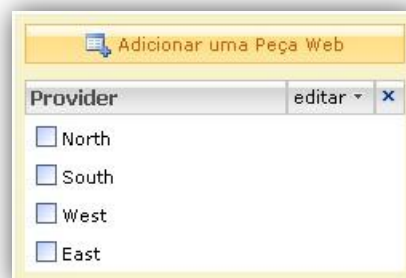 Adicionar uma Peça Web
Provider editar
North
South
West
East